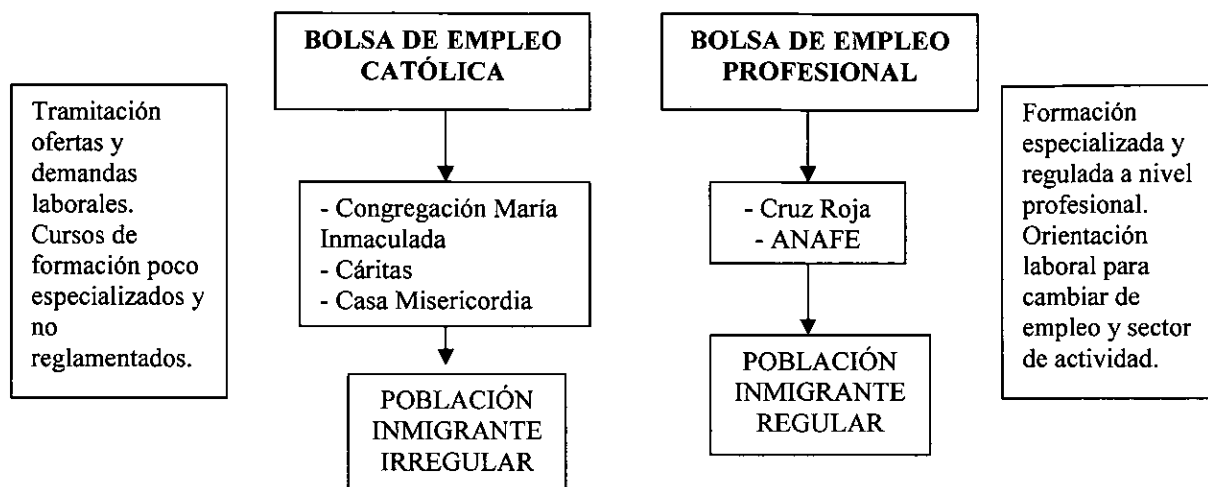 BOLSA DE EMPLEO
CATÓLICA
BOLSA DE EMPLEO
PROFESIONAL
Tramitación
ofertas y
demandas
laborales.
Cursos de
formación poco
especializados y
no
reglamentados.
- Congregación María
Inmaculada
- Cáritas
- Casa Misericordia
- Cruz Roja
- ANAFE
Formación
especializada y
regulada a nivel
profesional.
Orientación
laboral para
cambiar de
empleo y sector
de actividad.
POBLACIÓN
INMIGRANTE
IRREGULAR
POBLACIÓN
INMIGRANTE
REGULAR